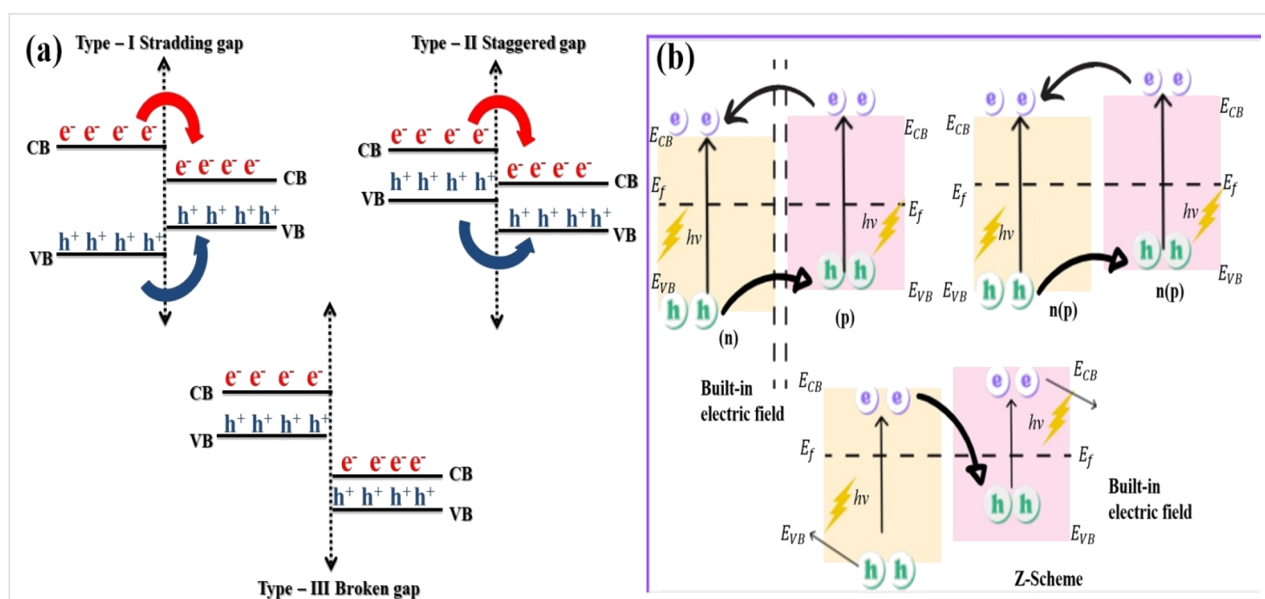 (a)
Type – I Stradding gap
e- e- e- e-
CB
e- e- e- e-
CB
h+ h+ h+ h+
VB
h+ h+ h+ h+
VB
Type – II Staggered gap
e- e- e- e-
CB
h+ h+ h+ h+
VB
e- e- e- e-
CB
h+ h+ h+ h+
VB
e- e- e- e-
CB
h+ h+ h+ h+
VB
e- e- e- e-
CB
h+ h+ h+ h+
VB
Type – III Broken gap
(b)
e e
E_CB
E_f
hv
E_VB
h h
(n)
e e
E_CB
E_f
hv
h h
E_VB
(p)
Built-in
electric field
e e
E_CB
E_f
hv
E_VB
h h
n(p)
e e
E_CB
E_f
hv
h h
E_VB
n(p)
E_CB
e e
E_f
hv
E_VB
h h
e e
E_CB
hv
E_f
h h
E_VB
Built-in
electric field
Z-Scheme